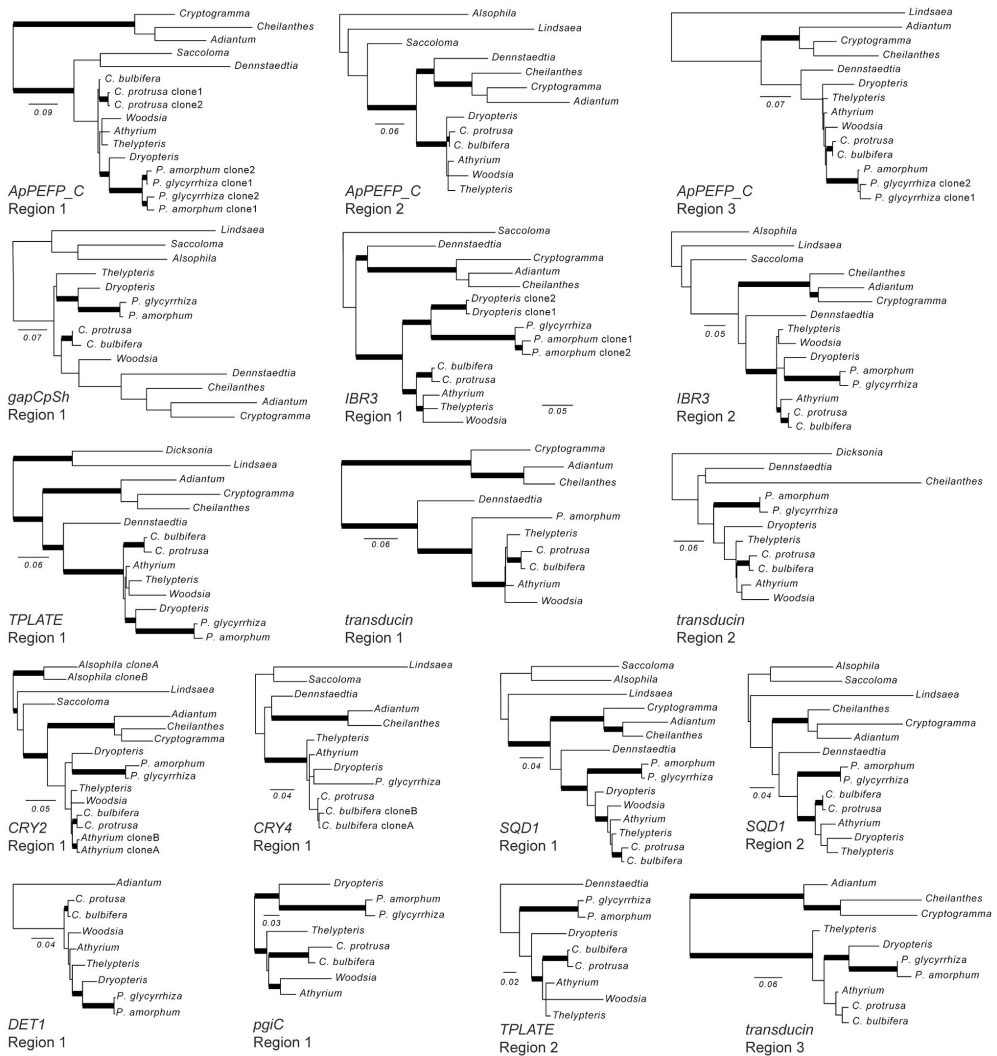 Cryptogramma
Cheilanthes
Adiantum
Saccoloma
Dennstaedtia
C. bulbifera
C. protrusa clone1
C. protrusa clone2
Woodsia
Athyrium
Thelypteris
Dryopteris
P. amorphum clone2
P. glycyrrhiza clone1
P. glycyrrhiza clone2
P. amorphum clone1
0.09
ApPEFP_C
Region 1
Alsophila
Lindsaea
Saccoloma
Dennstaedtia
Cheilanthes
Cryptogramma
Adiantum
Dryopteris
C. protrusa
C. bulbifera
Athyrium
Woodsia
Thelypteris
0.06
ApPEFP_C
Region 2
Lindsaea
Adiantum
Cryptogramma
Cheilanthes
Dennstaedtia
Dryopteris
Thelypteris
Athyrium
Woodsia
C. protrusa
C. bulbifera
P. amorphum
P. glycyrrhiza clone2
P. glycyrrhiza clone1
0.07
ApPEFP_C
Region 3
Lindsaea
Saccoloma
Alsophila
Thelypteris
Dryopteris
P. glycyrrhiza
P. amorphum
C. protrusa
C. bulbifera
Woodsia
Dennstaedtia
Cheilanthes
Adiantum
Cryptogramma
0.07
gapCpSh
Region 1
Saccoloma
Dennstaedtia
Cryptogramma
Adiantum
Cheilanthes
Dryopteris clone2
Dryopteris clone1
P. glycyrrhiza
P. amorphum clone1
P. amorphum clone2
C. bulbifera
C. protrusa
Athyrium
Thelypteris
Woodsia
0.05
IBR3
Region 1
Alsophila
Lindsaea
Saccoloma
Cheilanthes
Adiantum
Cryptogramma
Dennstaedtia
Thelypteris
Woodsia
Dryopteris
P. amorphum
P. glycyrrhiza
Athyrium
C. protrusa
C. bulbifera
0.05
IBR3
Region 2
Dicksonia
Lindsaea
Adiantum
Cryptogramma
Cheilanthes
Dennstaedtia
C. bulbifera
C. protrusa
Athyrium
Thelypteris
Woodsia
Dryopteris
P. glycyrrhiza
P. amorphum
0.06
TPLATE
Region 1
Cryptogramma
Adiantum
Cheilanthes
Dennstaedtia
P. amorphum
Thelypteris
C. protrusa
C. bulbifera
Athyrium
Woodsia
0.06
transducin
Region 1
Dicksonia
Dennstaedtia
Cheilanthes
P. amorphum
P. glycyrrhiza
Dryopteris
Thelypteris
C. protrusa
C. bulbifera
Athyrium
Woodsia
0.06
transducin
Region 2
Alsophila cloneA
Alsophila cloneB
Lindsaea
Saccoloma
Adiantum
Cheilanthes
Cryptogramma
Dryopteris
P. amorphum
P. glycyrrhiza
Thelypteris
Woodsia
C. bulbifera
C. protrusa
Athyrium cloneB
Athyrium cloneA
0.05
CRY2
Region 1
Lindsaea
Saccoloma
Dennstaedtia
Adiantum
Cheilanthes
Thelypteris
Athyrium
Dryopteris
P. glycyrrhiza
C. protrusa
C. bulbifera cloneB
C. bulbifera cloneA
0.04
CRY4
Region 1
Saccoloma
Alsophila
Lindsaea
Cryptogramma
Adiantum
Cheilanthes
Dennstaedtia
P. amorphum
P. glycyrrhiza
Dryopteris
Woodsia
Athyrium
Thelypteris
C. protrusa
C. bulbifera
0.04
SQD1
Region 1
Alsophila
Saccoloma
Lindsaea
Cheilanthes
Cryptogramma
Adiantum
Dennstaedtia
P. amorphum
P. glycyrrhiza
C. bulbifera
C. protrusa
Athyrium
Dryopteris
Thelypteris
0.04
SQD1
Region 2
Adiantum
C. protusa
C. bulbifera
Woodsia
Athyrium
Thelypteris
Dryopteris
P. glycyrrhiza
P. amorphum
0.04
DET1
Region 1
Dryopteris
P. amorphum
P. glycyrrhiza
Thelypteris
C. protrusa
C. bulbifera
Woodsia
Athyrium
0.03
pgiC
Region 1
Dennstaedtia
P. glycyrrhiza
P. amorphum
Dryopteris
C. bulbifera
C. protrusa
Athyrium
Woodsia
Thelypteris
0.02
TPLATE
Region 2
Adiantum
Cheilanthes
Cryptogramma
Thelypteris
Dryopteris
P. glycyrrhiza
P. amorphum
Athyrium
C. protrusa
C. bulbifera
0.06
transducin
Region 3